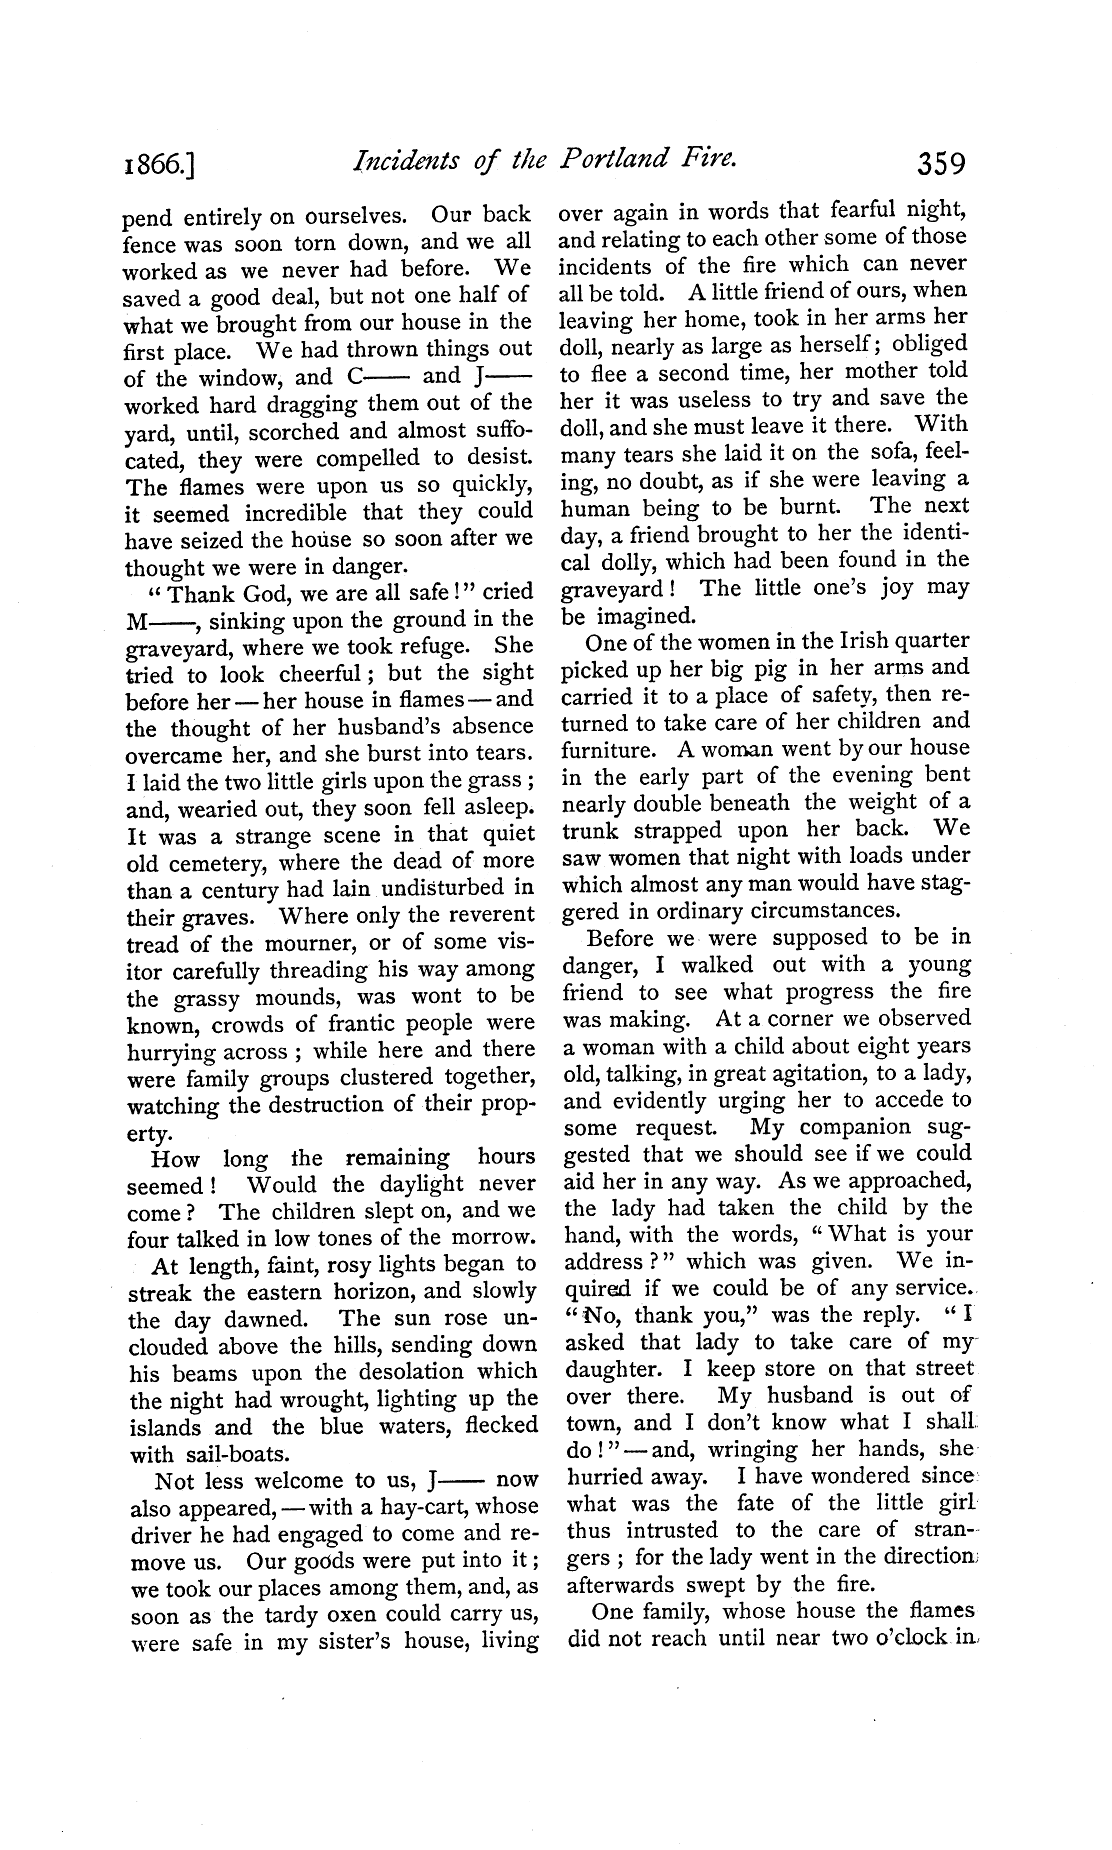 1866.] Incidents of the Portland Fire. 359
pend entirely on ourselves. Our back
fence was soon torn down, and we all
worked as we never had before. We
saved a good deal, but not one half of
what we brought from our house in the
first place. We had thrown things out
of the window, and C—— and J——
worked hard dragging them out of the
yard, until, scorched and almost suffo-
cated, they were compelled to desist.
The flames were upon us so quickly,
it seemed incredible that they could
have seized the house so soon after we
thought we were in danger.
“Thank God, we are all safe!” cried
M——, sinking upon the ground in the
graveyard, where we took refuge. She
tried to look cheerful; but the sight
before her—her house in flames—and
the thought of her husband's absence
overcame her, and she burst into tears.
I laid the two little girls upon the grass;
and, wearied out, they soon fell asleep.
It was a strange scene in that quiet
old cemetery, where the dead of more
than a century had lain undisturbed in
their graves. Where only the reverent
tread of the mourner, or of some vis-
itor carefully threading his way among
the grassy mounds, was wont to be
known, crowds of frantic people were
hurrying across; while here and there
were family groups clustered together,
watching the destruction of their prop-
erty.
How long the remaining hours
seemed! Would the daylight never
come? The children slept on, and we
four talked in low tones of the morrow.
At length, faint, rosy lights began to
streak the eastern horizon, and slowly
the day dawned. The sun rose un-
clouded above the hills, sending down
his beams upon the desolation which
the night had wrought, lighting up the
islands and the blue waters, flecked
with sail-boats.
Not less welcome to us, J—— now
also appeared,—with a hay-cart, whose
driver he had engaged to come and re-
move us. Our goods were put into it;
we took our places among them, and, as
soon as the tardy oxen could carry us,
were safe in my sister's house, living
over again in words that fearful night,
and relating to each other some of those
incidents of the fire which can never
all be told. A little friend of ours, when
leaving her home, took in her arms her
doll, nearly as large as herself; obliged
to flee a second time, her mother told
her it was useless to try and save the
doll, and she must leave it there. With
many tears she laid it on the sofa, feel-
ing, no doubt, as if she were leaving a
human being to be burnt. The next
day, a friend brought to her the identi-
cal dolly, which had been found in the
graveyard! The little one's joy may
be imagined.
One of the women in the Irish quarter
picked up her big pig in her arms and
carried it to a place of safety, then re-
turned to take care of her children and
furniture. A woman went by our house
in the early part of the evening bent
nearly double beneath the weight of a
trunk strapped upon her back. We
saw women that night with loads under
which almost any man would have stag-
gered in ordinary circumstances.
Before we were supposed to be in
danger, I walked out with a young
friend to see what progress the fire
was making. At a corner we observed
a woman with a child about eight years
old, talking, in great agitation, to a lady,
and evidently urging her to accede to
some request. My companion sug-
gested that we should see if we could
aid her in any way. As we approached,
the lady had taken the child by the
hand, with the words, “What is your
address?” which was given. We in-
quired if we could be of any service.
“No, thank you,” was the reply. “I
asked that lady to take care of my
daughter. I keep store on that street
over there. My husband is out of
town, and I don't know what I shall
do!”—and, wringing her hands, she
hurried away. I have wondered since
what was the fate of the little girl
thus intrusted to the care of stran-
gers; for the lady went in the direction
afterwards swept by the fire.
One family, whose house the flames
did not reach until near two o'clock in